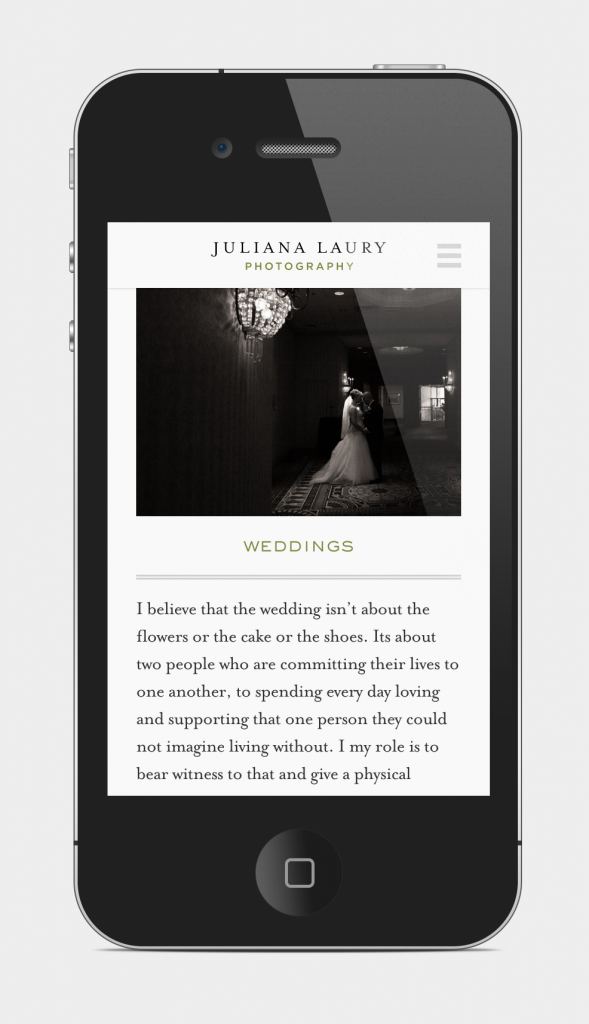 JULIANA LAURY
PHOTOGRAPHY
WEDDINGS
I believe that the wedding isn't about the
flowers or the cake or the shoes. Its about
two people who are committing their lives to
one another, to spending every day loving
and supporting that one person they could
not imagine living without. I my role is to
bear witness to that and give a physical